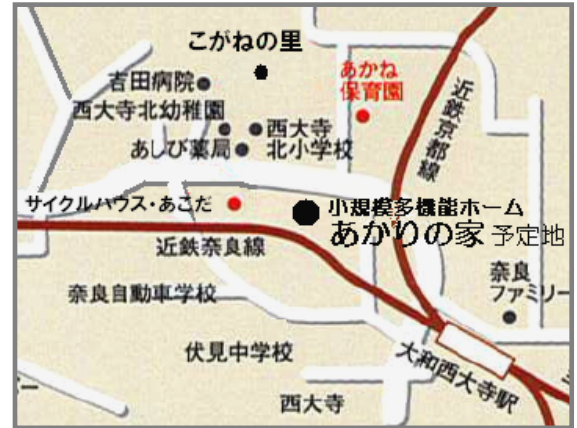 こがねの里
吉田病院
あかね
保育園
西大寺北幼稚園
西大寺
北小学校
あしび薬局
近鉄京都線
サイクルハウス・あこだ
小規模多機能ホーム
あかりの家 予定地
近鉄奈良線
奈良
ファミリー
奈良自動車学校
伏見中学校
大和西大寺駅
西大寺